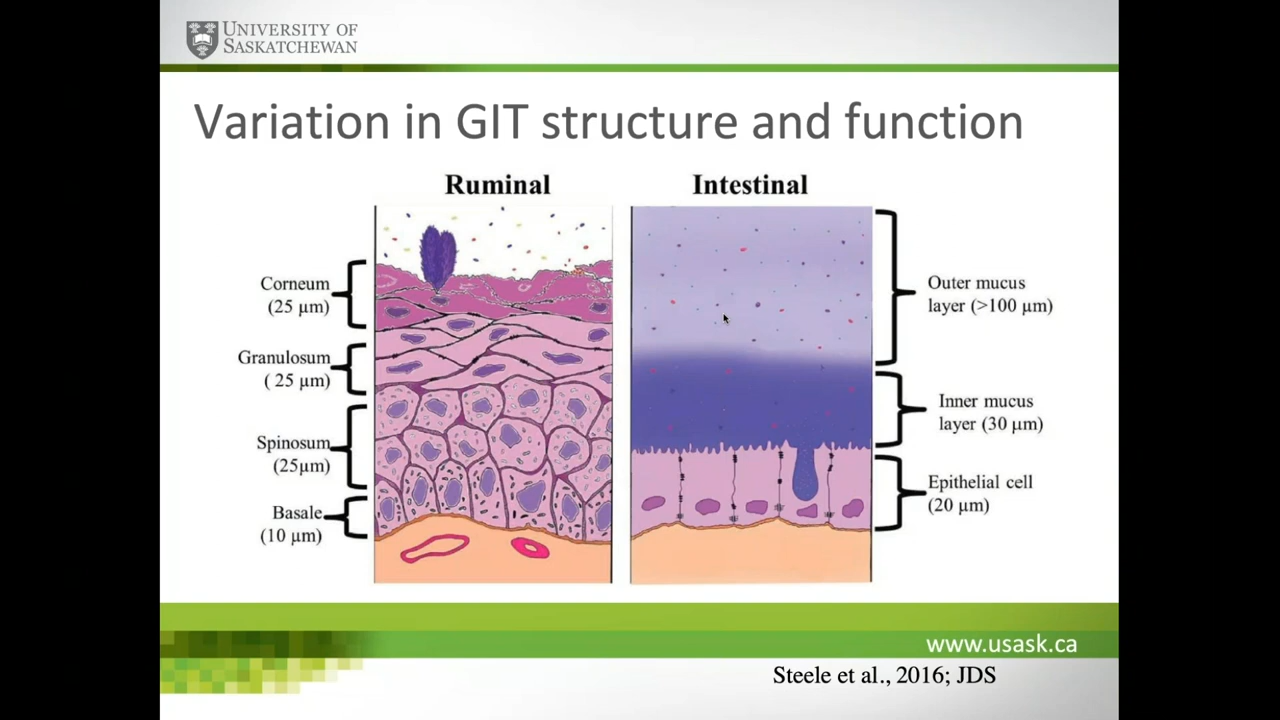 UNIVERSITY OF
SASKATCHEWAN
Variation in GIT structure and function
Ruminal
Intestinal
Corneum
(25 µm)
Granulosum
( 25 µm)
Spinosum
(25µm)
Basale
(10 µm)
Outer mucus
layer (>100 µm)
Inner mucus
layer (30 µm)
Epithelial cell
(20 µm)
www.usask.ca
Steele et al., 2016; JDS